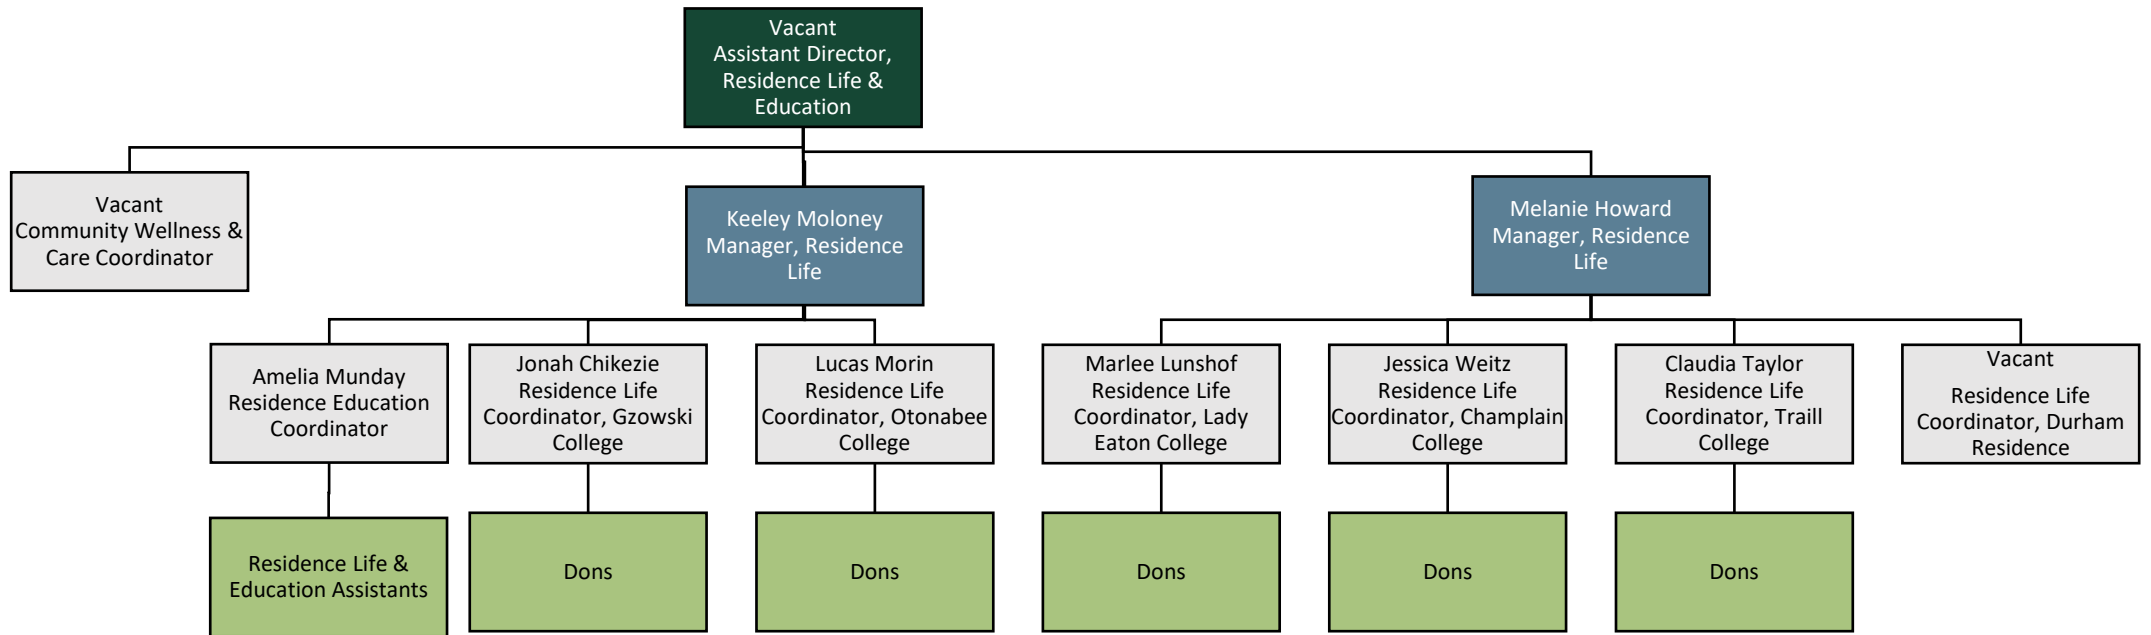 Vacant
Assistant Director,
Residence Life &
Education
Vacant
Community Wellness &
Care Coordinator
Keeley Moloney
Manager, Residence
Life
Melanie Howard
Manager, Residence
Life
Amelia Munday
Residence Education
Coordinator
Jonah Chikezie
Residence Life
Coordinator, Gzowski
College
Lucas Morin
Residence Life
Coordinator, Otonabee
College
Marlee Lunshof
Residence Life
Coordinator, Lady
Eaton College
Jessica Weitz
Residence Life
Coordinator, Champlain
College
Claudia Taylor
Residence Life
Coordinator, Traill
College
Vacant
Residence Life
Coordinator, Durham
Residence
Residence Life &
Education Assistants
Dons
Dons
Dons
Dons
Dons